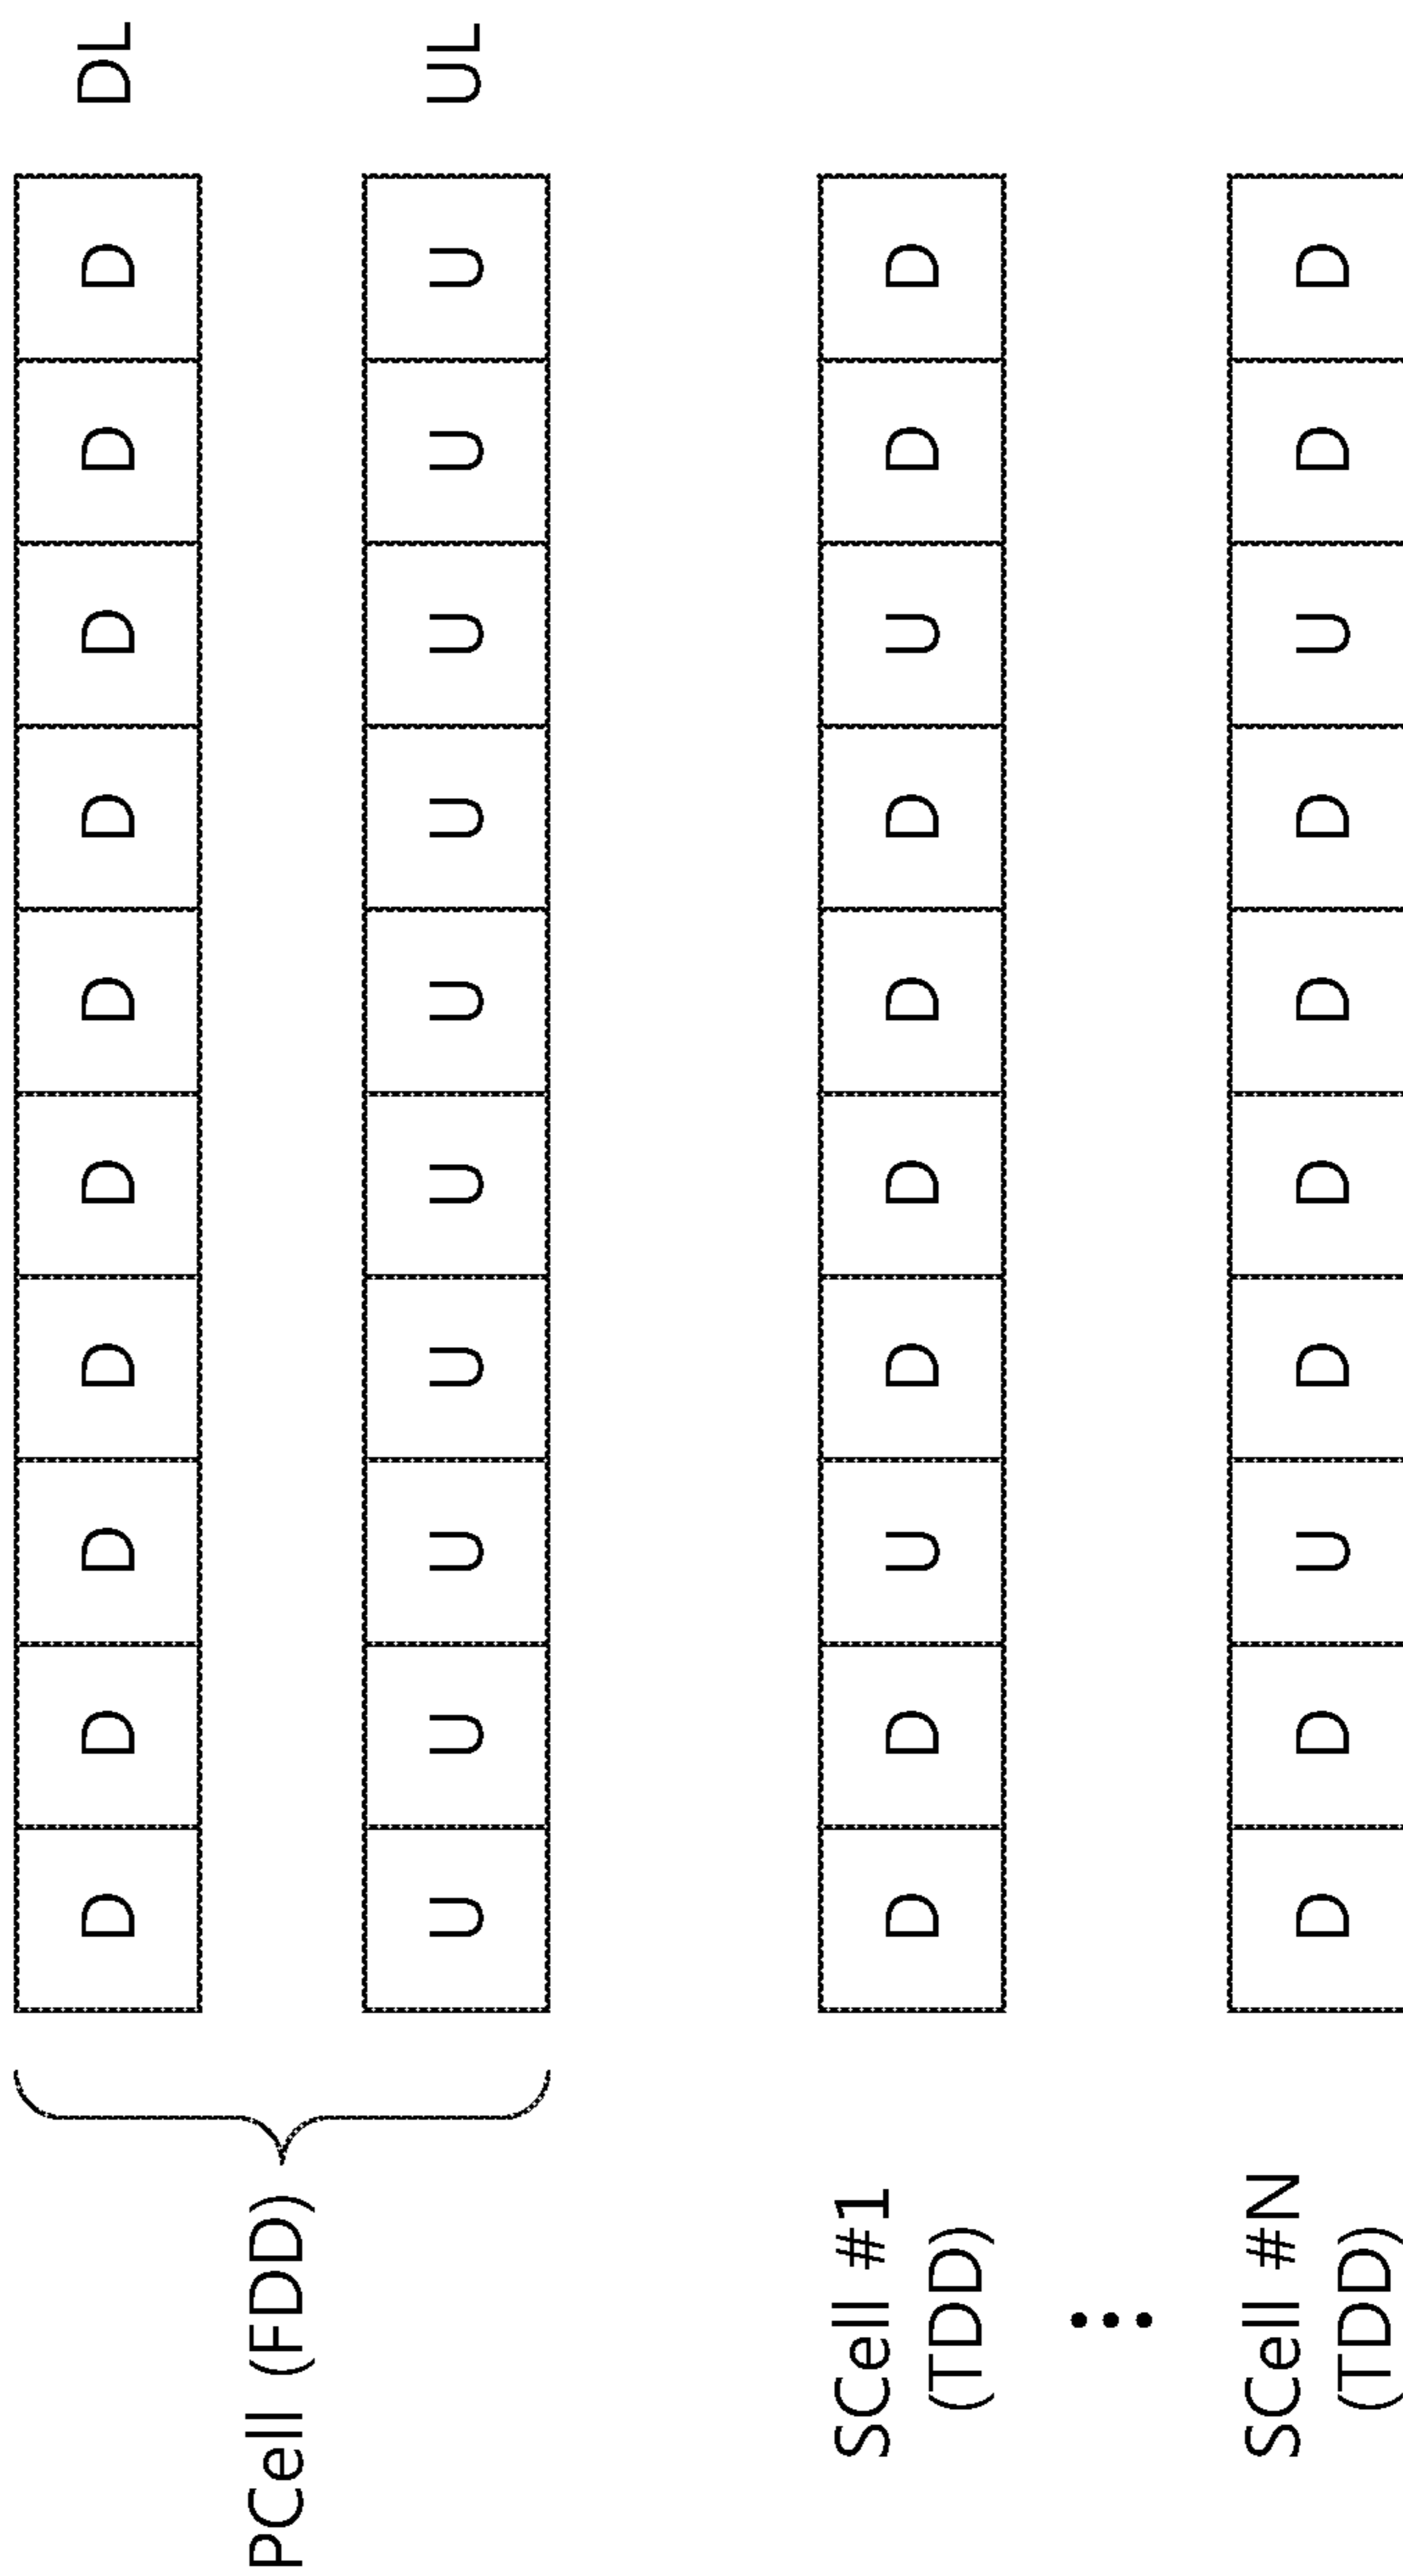 D D D D D D D D D D DL
PCell (FDD)
U U U U U U U U U U UL
SCell #1
(TDD)
D D U D D D D U D D
SCell #N
(TDD)
D D U D D D D U D D